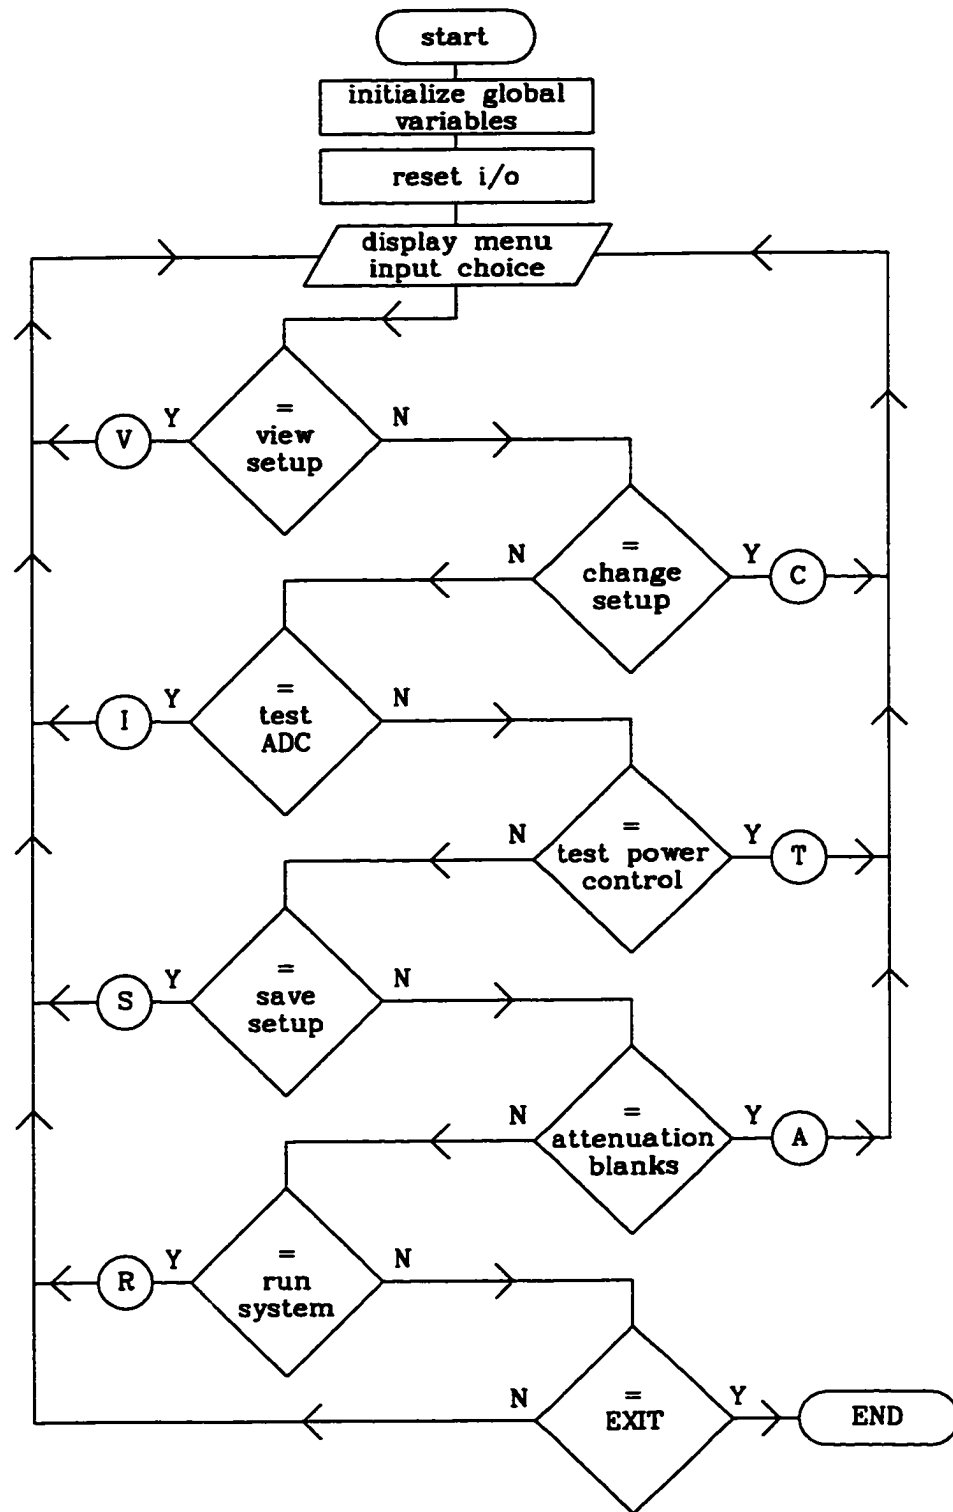 start
initialize global
variables
reset i/o
display menu
input choice
V
Y
=
view
setup
N
N
=
change
setup
Y
C
I
Y
=
test
ADC
N
N
=
test power
control
Y
T
S
Y
=
save
setup
N
N
=
attenuation
blanks
Y
A
R
Y
=
run
system
N
N
=
EXIT
Y
END